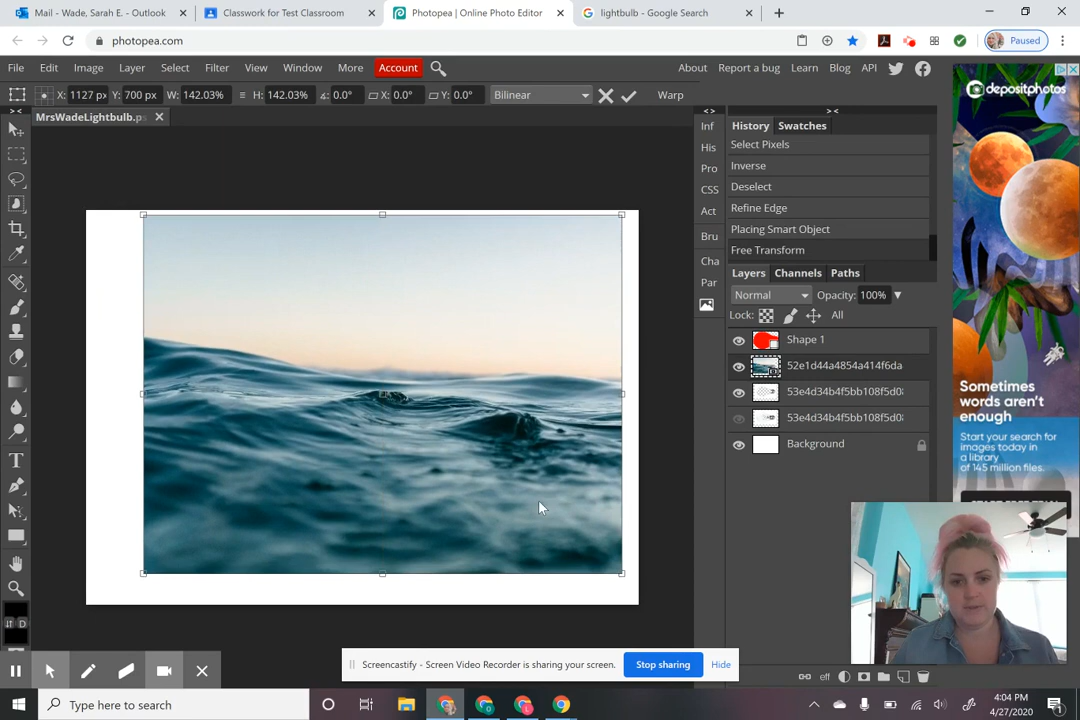 Mail - Wade, Sarah E. - Outlook
Classwork for Test Classroom
Photopea | Online Photo Editor
lightbulb - Google Search
photopea.com
Paused
File Edit Image Layer Select Filter View Window More Account
About Report a bug Learn Blog API
X: 1127 px Y: 700 px W: 142.03% H: 142.03% 0.0° X: 0.0° Y: 0.0° Bilinear Warp
MrsWadeLightbulb.ps
Inf
His
Pro
CSS
Act
Bru
Cha
Par
History Swatches
Select Pixels
Inverse
Deselect
Refine Edge
Placing Smart Object
Free Transform
Layers Channels Paths
Normal Opacity: 100%
Lock: All
Shape 1
52e1d44a4854a414f6da
53e4d34b4f5bb108f5d08
53e4d34b4f5bb108f5d08
Background
eff
depositphotos
Sometimes
words aren't
enough
Start your search for
images today in
a library
of 145 million files.
D
Screencastify - Screen Video Recorder is sharing your screen.
Stop sharing
Hide
Type here to search
4:04 PM
4/27/2020